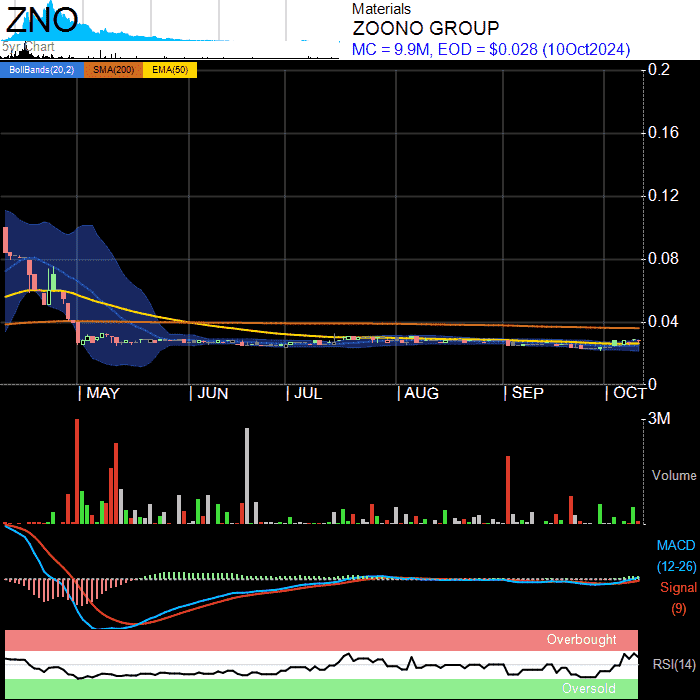 ZNO
5yr Chart
Materials
ZOONO GROUP
MC = 9.9M, EOD = $0.028 (10Oct2024)
BollBands(20,2) SMA(200) EMA(50)
0.2
0.16
0.12
0.08
0.04
0
MAY JUN JUL AUG SEP OCT
3M
Volume
MACD
(12-26)
Signal
(9)
Overbought
RSI(14)
Oversold